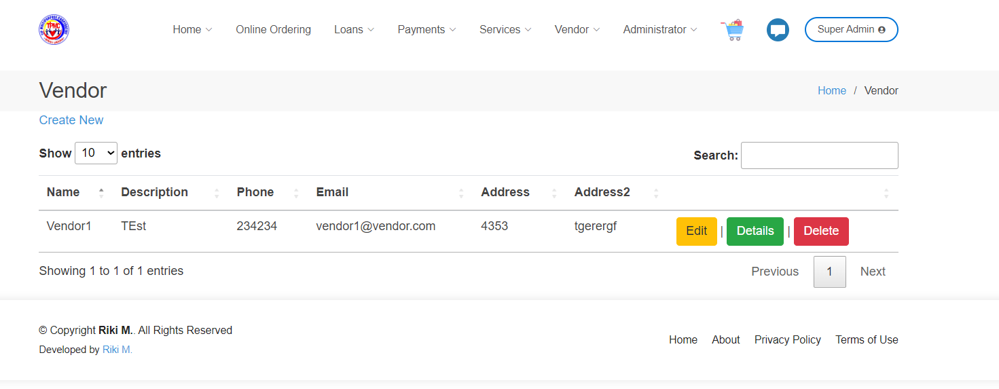 TPMC
Home Online Ordering Loans Payments Services Vendor Administrator Super Admin
Vendor
Home / Vendor
Create New
Show 10 entries Search:
Name Description Phone Email Address Address2
Vendor1 TEst 234234 vendor1@vendor.com 4353 tgerergf Edit | Details | Delete
Showing 1 to 1 of 1 entries Previous 1 Next
© Copyright Riki M.. All Rights Reserved
Developed by Riki M.
Home About Privacy Policy Terms of Use